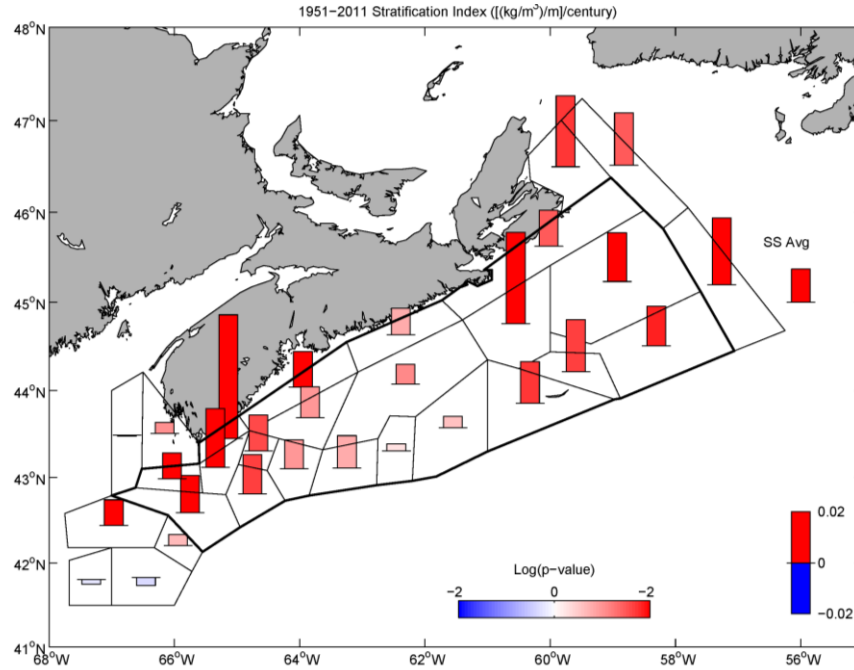 1951−2011 Stratification Index ([(kg/m³)/m]/century)
48°N
47°N
46°N
45°N
44°N
43°N
42°N
41°N
SS Avg
Log(p−value)
−2 0 −2
0.02
0
−0.02
68°W 66°W 64°W 62°W 60°W 58°W 56°W